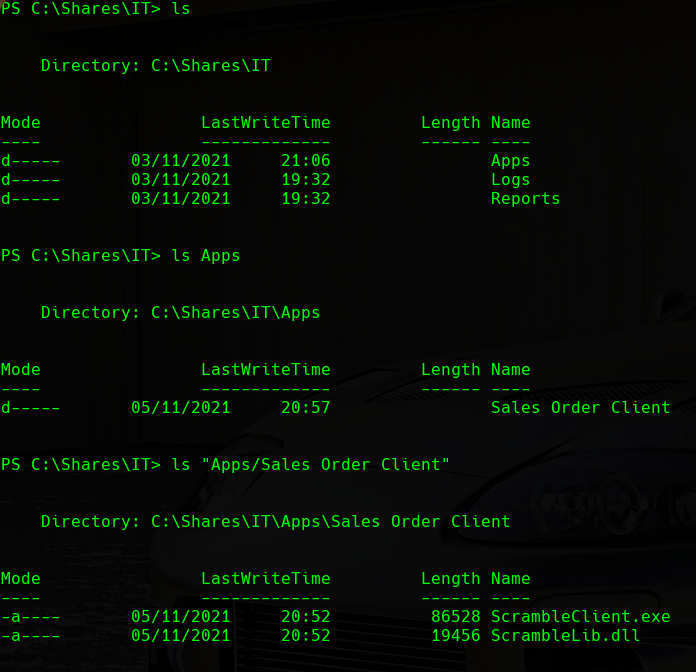 PS C:\Shares\IT> ls
Directory: C:\Shares\IT
Mode                LastWriteTime         Length Name
----                -------------         ------ ----
d-----       03/11/2021     21:06                Apps
d-----       03/11/2021     19:32                Logs
d-----       03/11/2021     19:32                Reports
PS C:\Shares\IT> ls Apps
Directory: C:\Shares\IT\Apps
Mode                LastWriteTime         Length Name
----                -------------         ------ ----
d-----       05/11/2021     20:57                Sales Order Client
PS C:\Shares\IT> ls "Apps/Sales Order Client"
Directory: C:\Shares\IT\Apps\Sales Order Client
Mode                LastWriteTime         Length Name
----                -------------         ------ ----
-a----       05/11/2021     20:52          86528 ScrambleClient.exe
-a----       05/11/2021     20:52          19456 ScrambleLib.dll